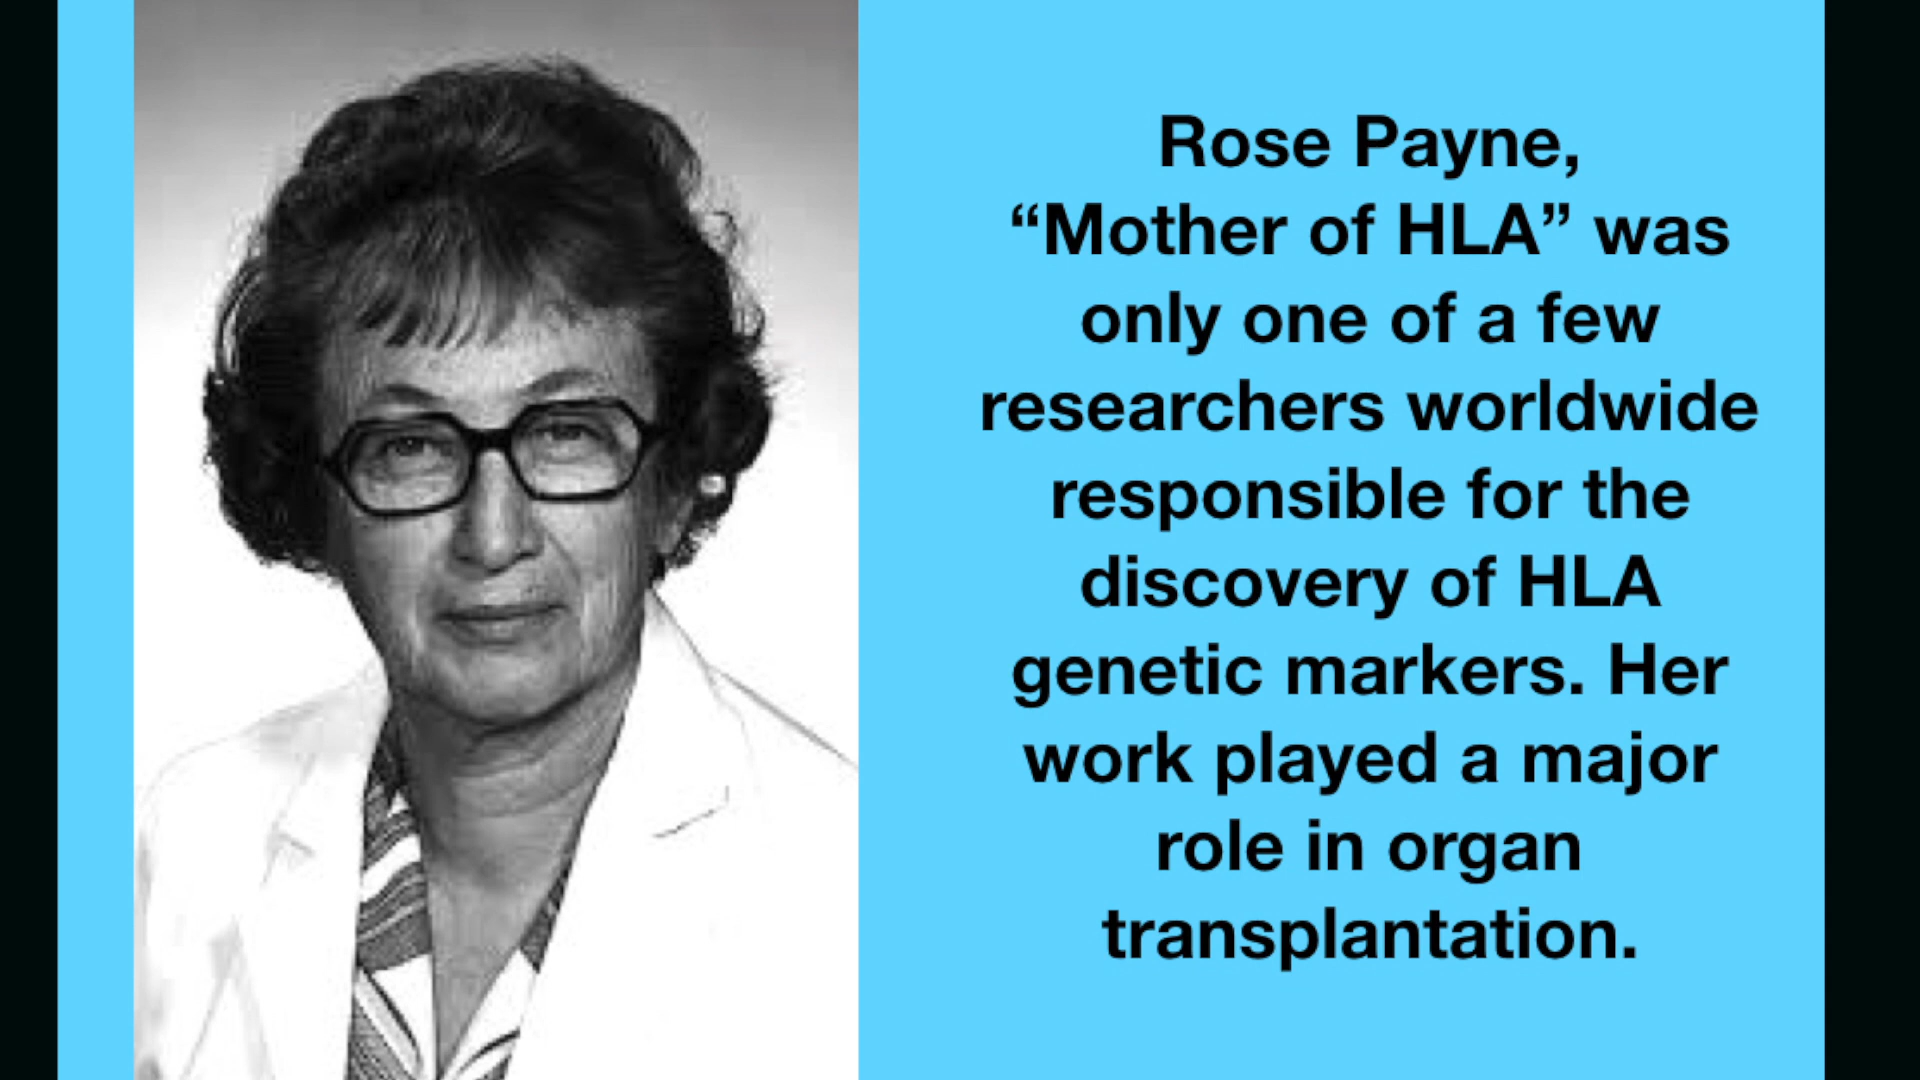 Rose Payne,
“Mother of HLA” was
only one of a few
researchers worldwide
responsible for the
discovery of HLA
genetic markers. Her
work played a major
role in organ
transplantation.